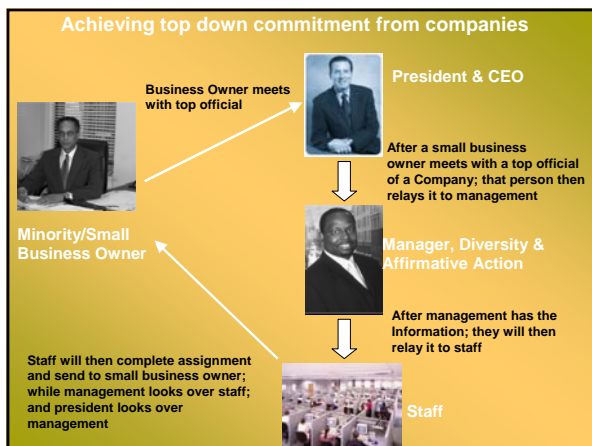 Achieving top down commitment from companies
Business Owner meets
with top official
President & CEO
After a small business
owner meets with a top official
of a Company; that person then
relays it to management
Minority/Small
Business Owner
Manager, Diversity &
Affirmative Action
After management has the
Information; they will then
relay it to staff
Staff will then complete assignment
and send to small business owner;
while management looks over staff;
and president looks over
management
Staff